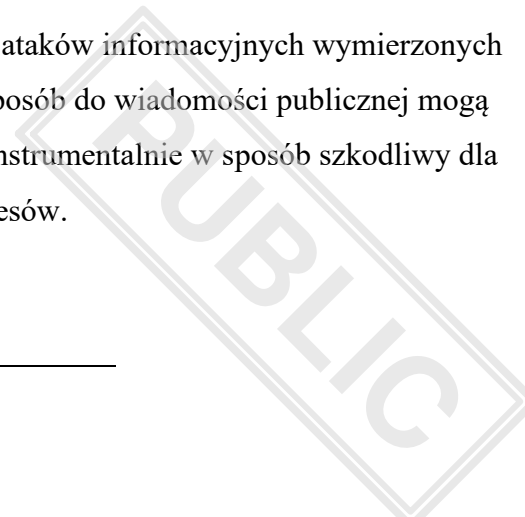 ataków informacyjnych wymierzonych
posób do wiadomości publicznej mogą
nstrumentalnie w sposób szkodliwy dla
esów.
PUBLIC